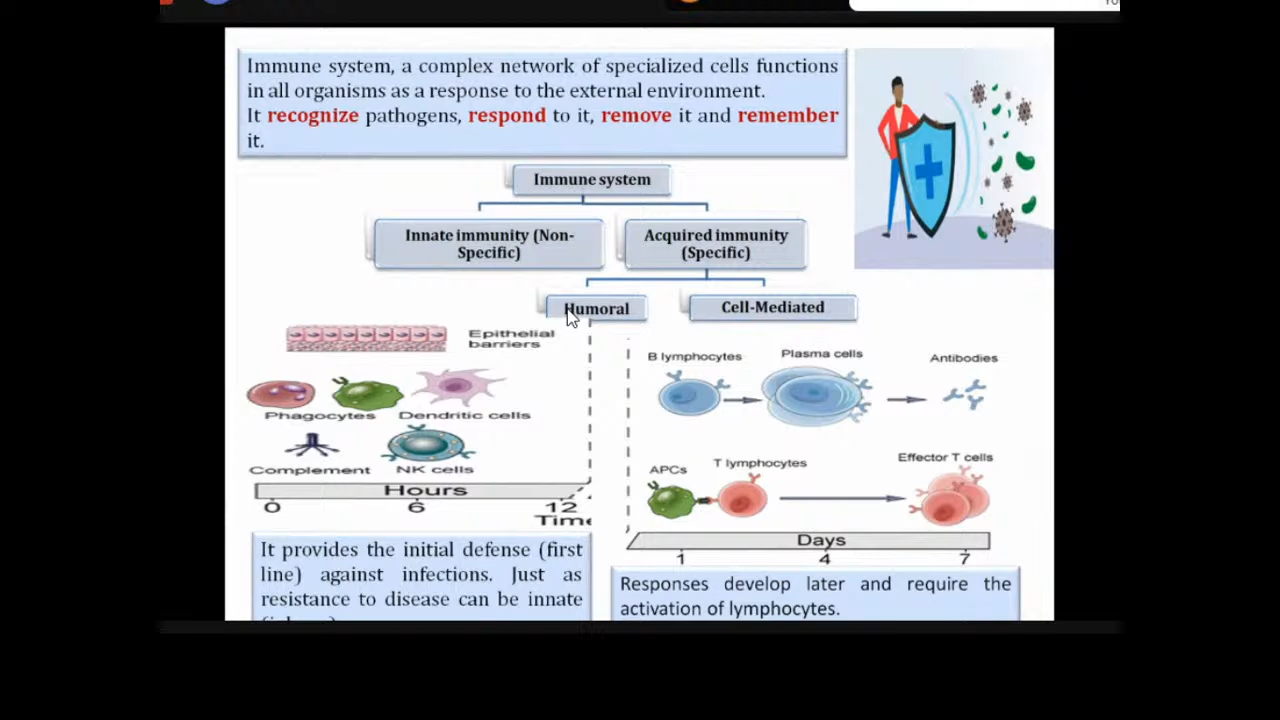 Immune system, a complex network of specialized cells functions
in all organisms as a response to the external environment.
It recognize pathogens, respond to it, remove it and remember
it.
Immune system
Innate immunity (Non-
Specific)
Acquired immunity
(Specific)
Humoral
Cell-Mediated
Epithelial
barriers
Phagocytes
Dendritic cells
Complement
NK cells
Hours
0
6
12
B lymphocytes
Plasma cells
Antibodies
APCs
T lymphocytes
Effector T cells
Days
1
4
7
It provides the initial defense (first
line) against infections. Just as
resistance to disease can be innate
Responses develop later and require the
activation of lymphocytes.